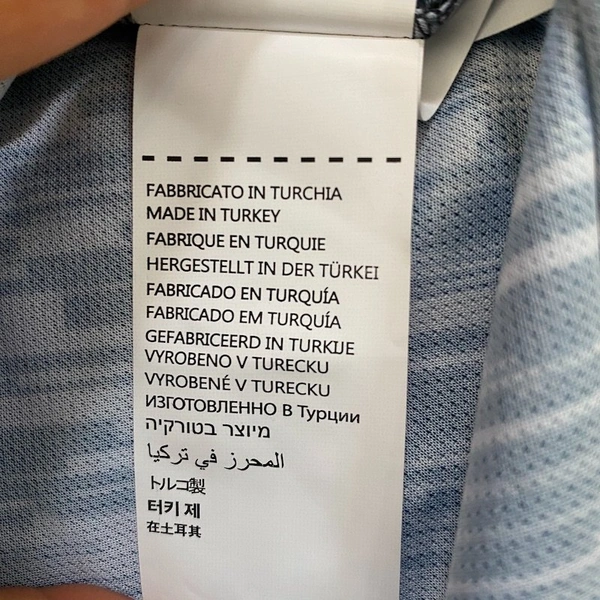 FABBRICATO IN TURCHIA
MADE IN TURKEY
FABRIQUE EN TURQUIE
HERGESTELLT IN DER TÜRKEI
FABRICADO EN TURQUÍA
FABRICADO EM TURQUÍA
GEFABRICEERD IN TURKIJE
VYROBENO V TURECKU
VYROBENÉ V TURECKU
ИЗГОТОВЛЕННО В Турции
מיוצר בטורקיה
المحرز في تركيا
トルコ製
터키 제
在土耳其